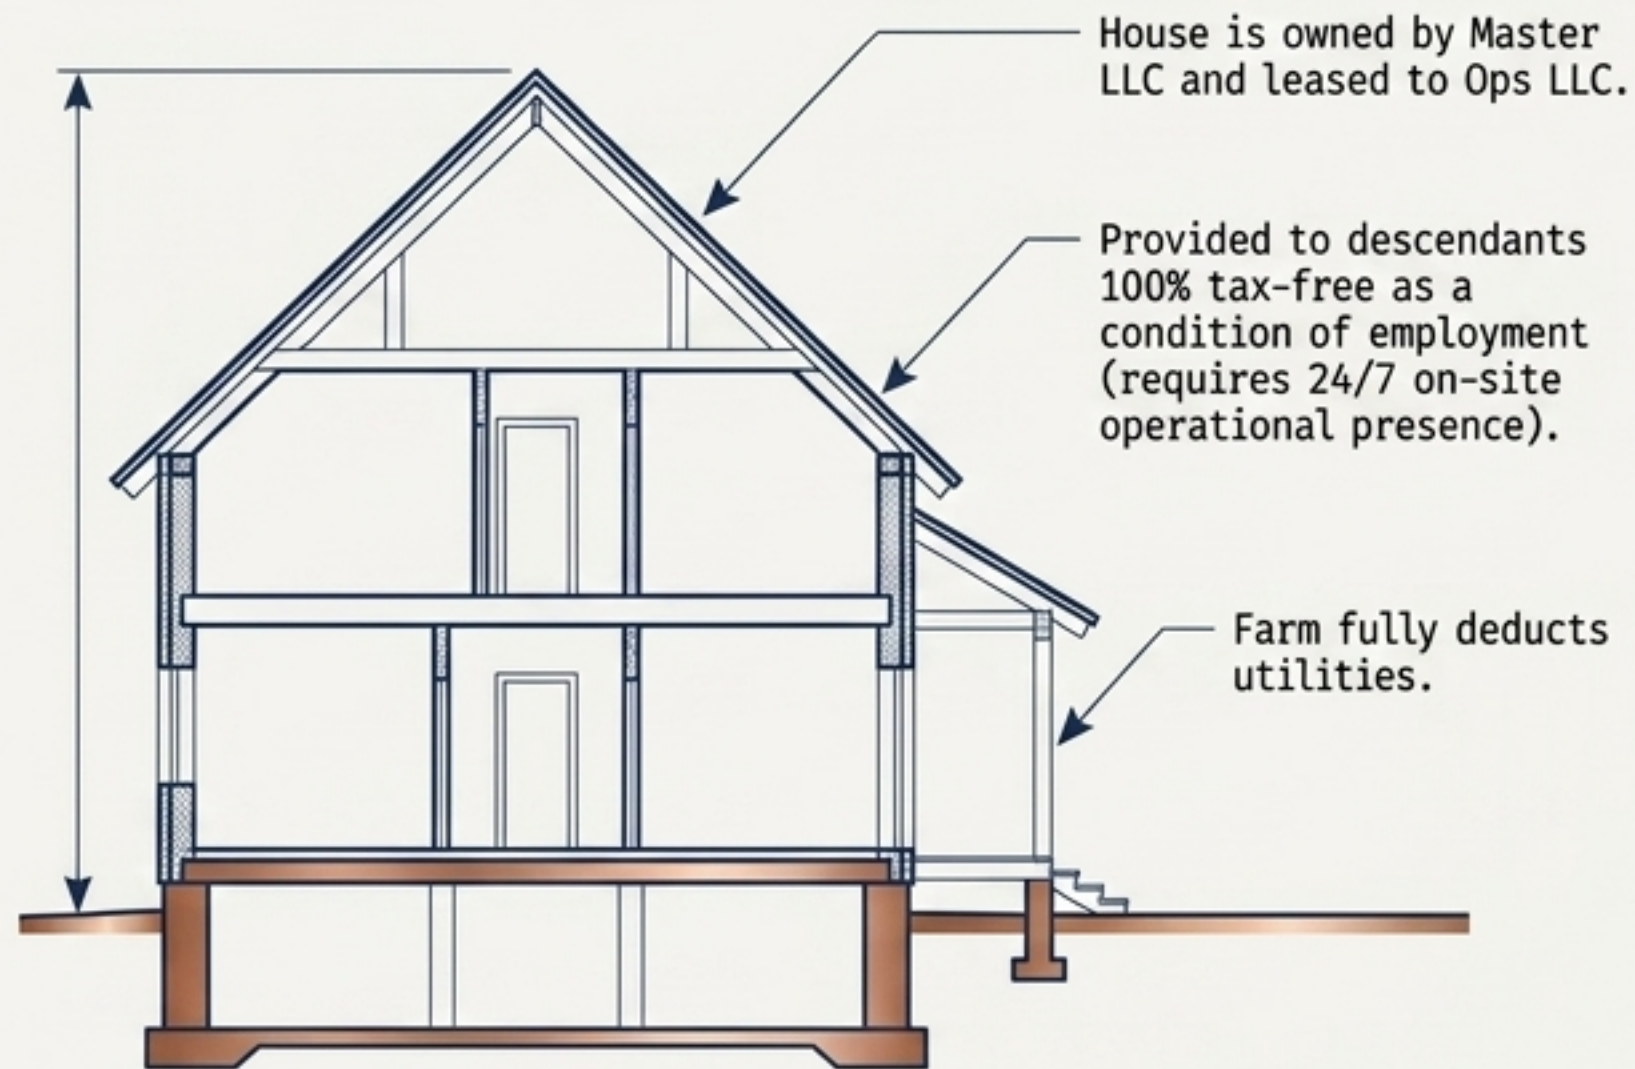 House is owned by Master
LLC and leased to Ops LLC.
Provided to descendants
100% tax-free as a
condition of employment
(requires 24/7 on-site
operational presence).
Farm fully deducts
utilities.